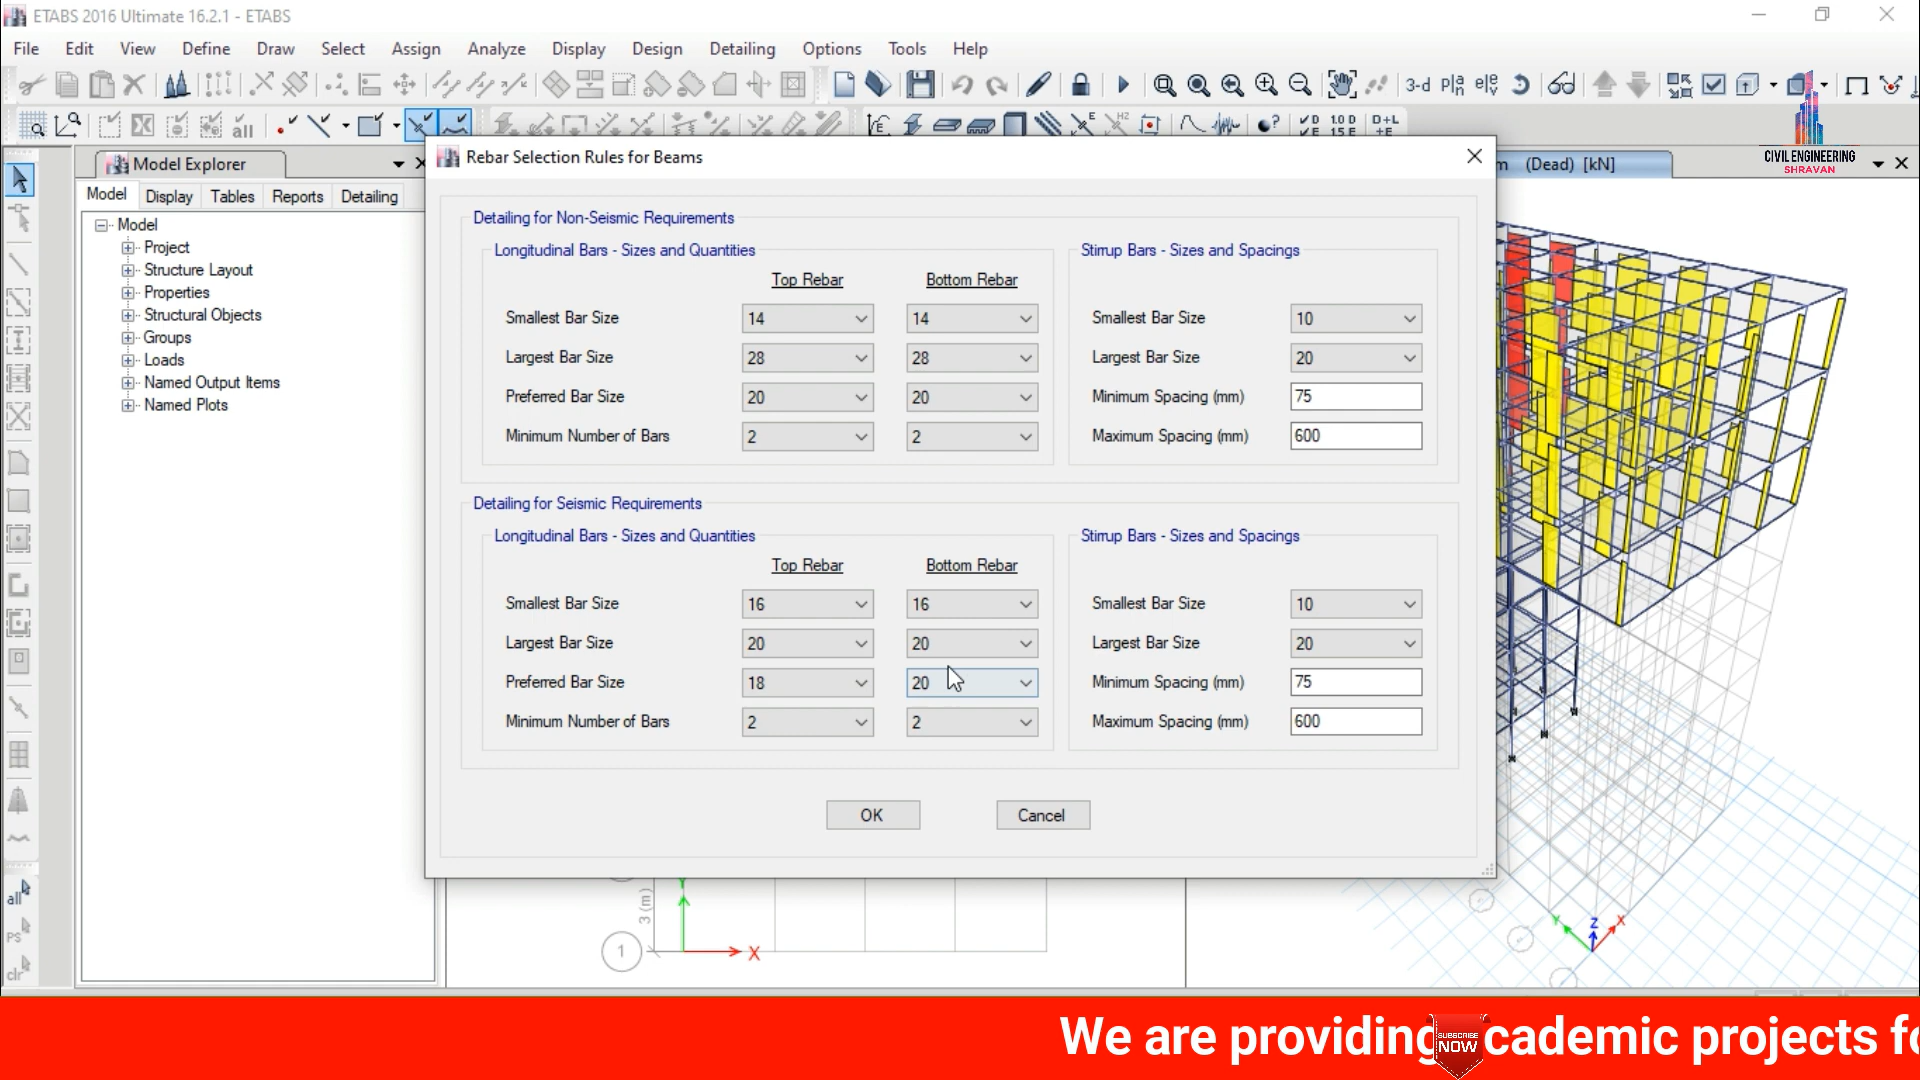 ETABS 2016 Ultimate 16.2.1 - ETABS
File Edit View Define Draw Select Assign Analyze Display Design Detailing Options Tools Help
3-d
all
Model Explorer
m (Dead) [kN]
CIVIL ENGINEERING
SHRAVAN
Model Display Tables Reports Detailing
Model
Project
Structure Layout
Properties
Structural Objects
Groups
Loads
Named Output Items
Named Plots
Rebar Selection Rules for Beams
Detailing for Non-Seismic Requirements
Longitudinal Bars - Sizes and Quantities
Top Rebar Bottom Rebar
Smallest Bar Size 14 14
Largest Bar Size 28 28
Preferred Bar Size 20 20
Minimum Number of Bars 2 2
Stirrup Bars - Sizes and Spacings
Smallest Bar Size 10
Largest Bar Size 20
Minimum Spacing (mm) 75
Maximum Spacing (mm) 600
Detailing for Seismic Requirements
Longitudinal Bars - Sizes and Quantities
Top Rebar Bottom Rebar
Smallest Bar Size 16 16
Largest Bar Size 20 20
Preferred Bar Size 18 20
Minimum Number of Bars 2 2
Stirrup Bars - Sizes and Spacings
Smallest Bar Size 10
Largest Bar Size 20
Minimum Spacing (mm) 75
Maximum Spacing (mm) 600
OK Cancel
all
PS
clr
3 (m)
1
Y
X
Y Z X
We are providing cademic projects fo
SUBSCRIBE
NOW